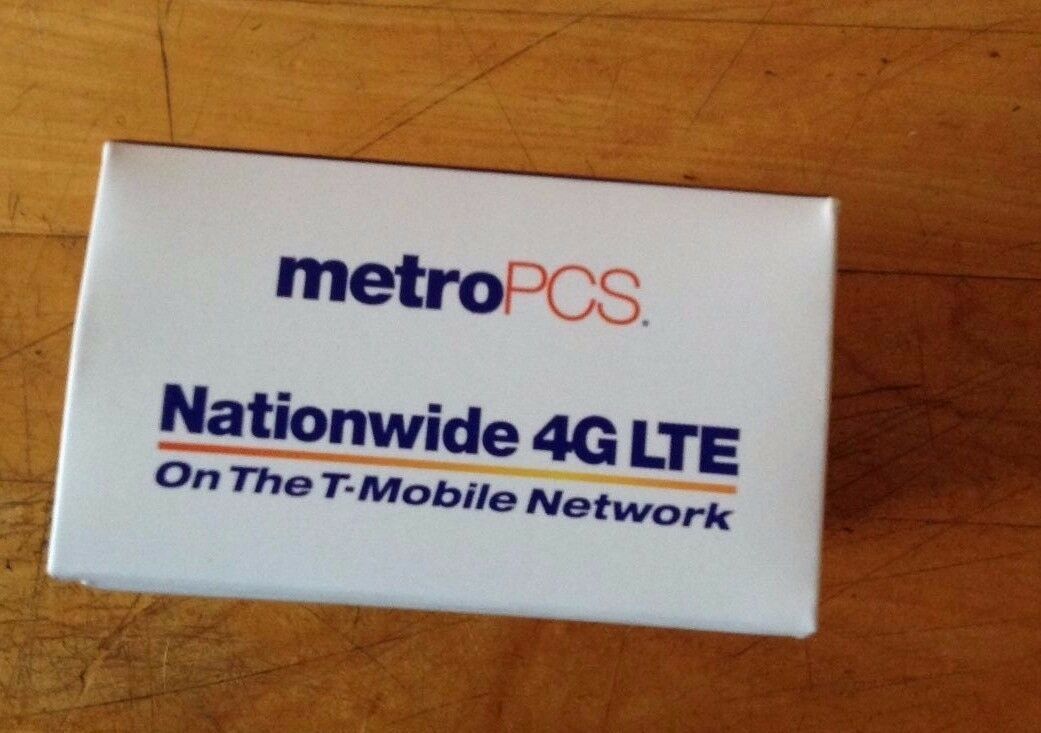 metroPCS.
Nationwide 4G LTE
On The T-Mobile Network